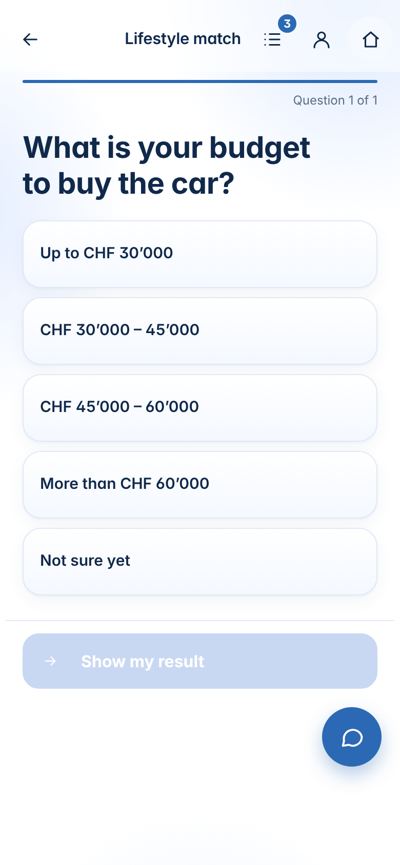 3
Lifestyle match
Question 1 of 1
What is your budget
to buy the car?
Up to CHF 30’000
CHF 30’000 – 45’000
CHF 45’000 – 60’000
More than CHF 60’000
Not sure yet
Show my result